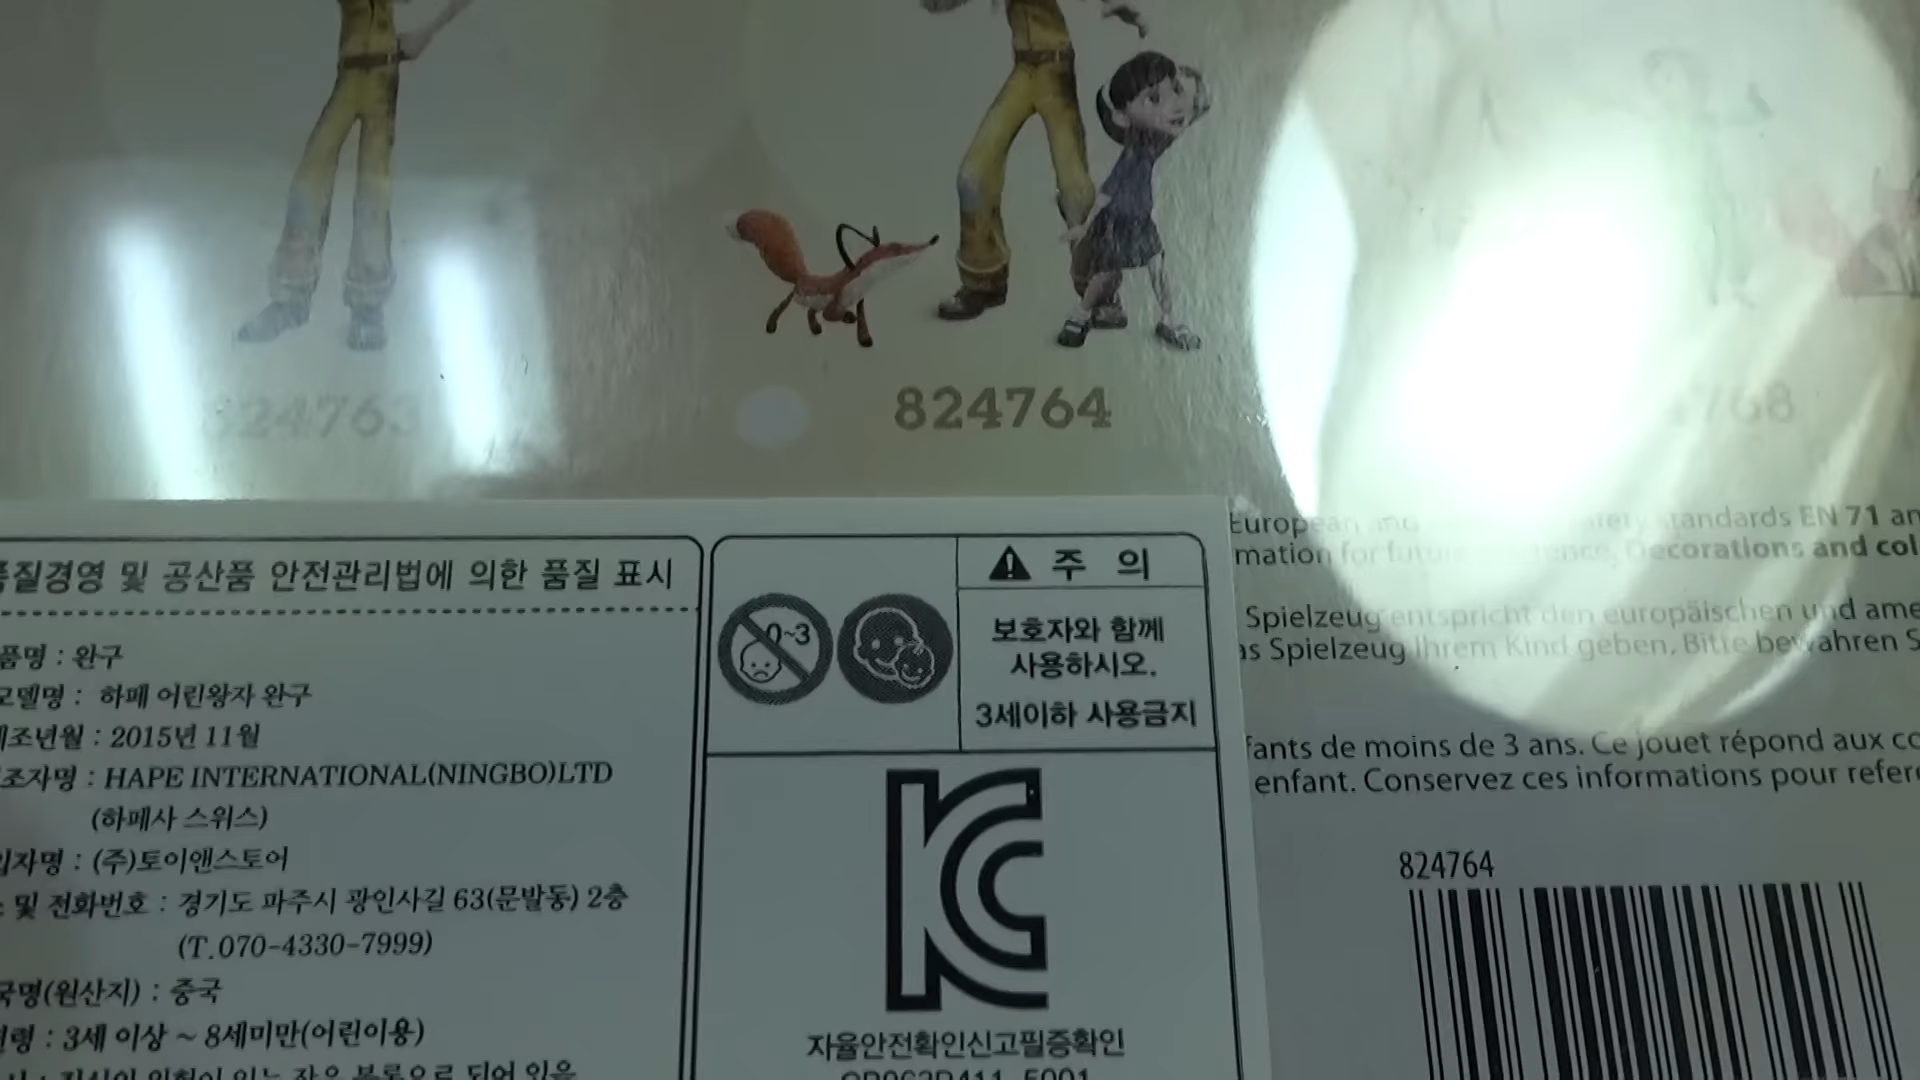 824763
824764
768
European and safety standards EN 71 an
mation for future Decorations and col
Spielzeug entspricht den europäischen und ame
as Spielzeug Ihrem Kind geben. Bitte bewahren S
fants de moins de 3 ans. Ce jouet répond aux co
enfant. Conservez ces informations pour refere
824764
품질경영 및 공산품 안전관리법에 의한 품질 표시
품명 : 완구
모델명 : 하페 어린왕자 완구
제조년월 : 2015년 11월
조자명 : HAPE INTERNATIONAL(NINGBO)LTD
(하페사 스위스)
입자명 : (주)토이앤스토어
및 전화번호 : 경기도 파주시 광인사길 63(문발동) 2층
(T.070-4330-7999)
국명(원산지) : 중국
연령 : 3세 이상 ~ 8세미만(어린이용)
0~3
주 의
보호자와 함께
사용하시오.
3세이하 사용금지
KC
자율안전확인신고필증확인